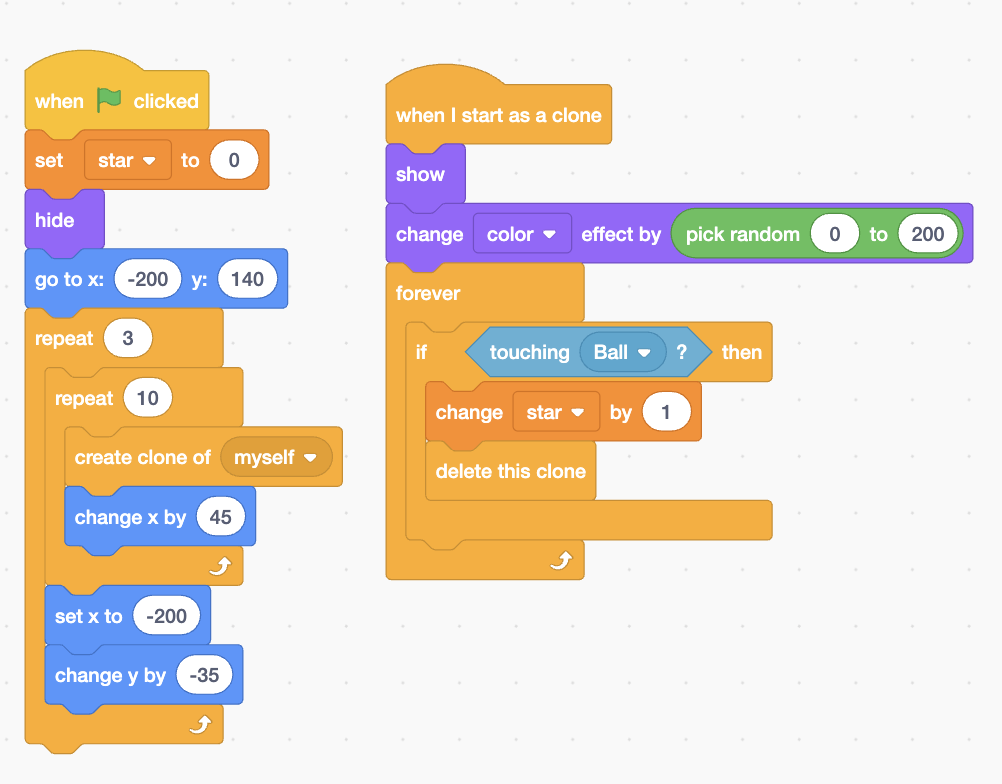 when clicked
set star to 0
hide
go to x: -200 y: 140
repeat 3
repeat 10
create clone of myself
change x by 45
set x to -200
change y by -35
when I start as a clone
show
change color effect by pick random 0 to 200
forever
if touching Ball ? then
change star by 1
delete this clone